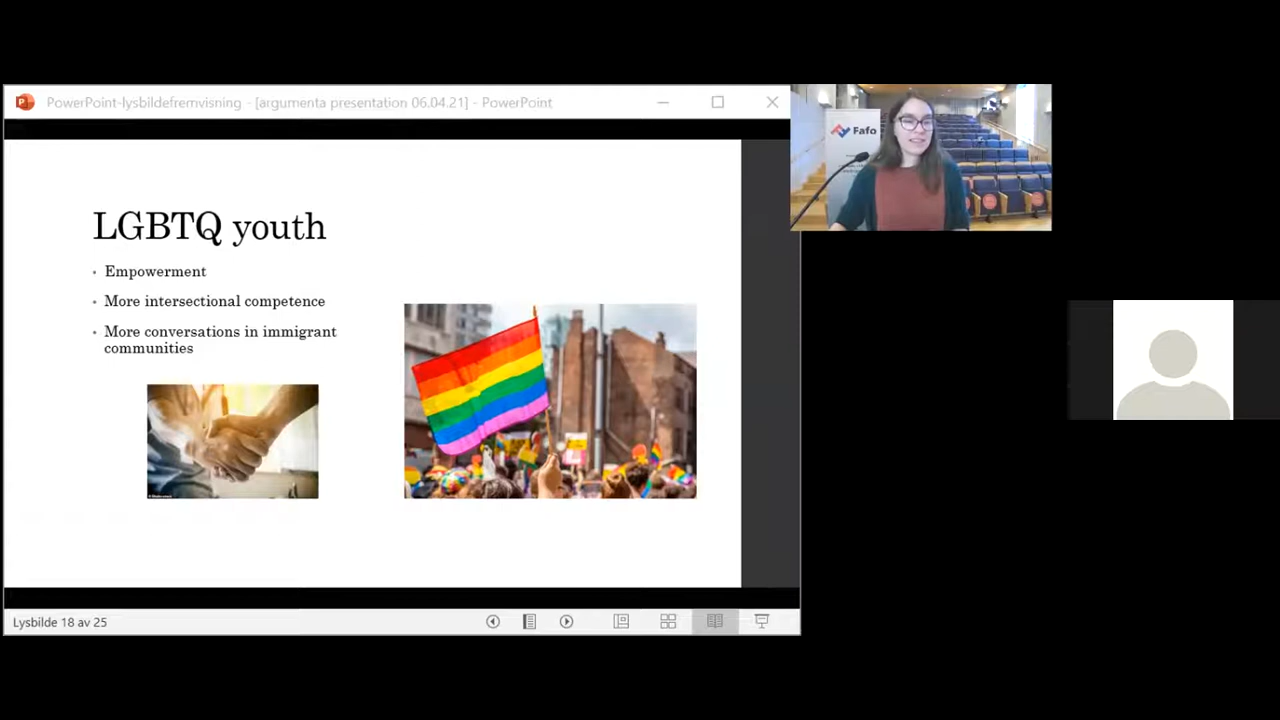 PowerPoint-lysbildefremvisning - [argumenta presentation 06.04.21] - PowerPoint
Fafo
LGBTQ youth
• Empowerment
• More intersectional competence
• More conversations in immigrant
communities
Lysbilde 18 av 25